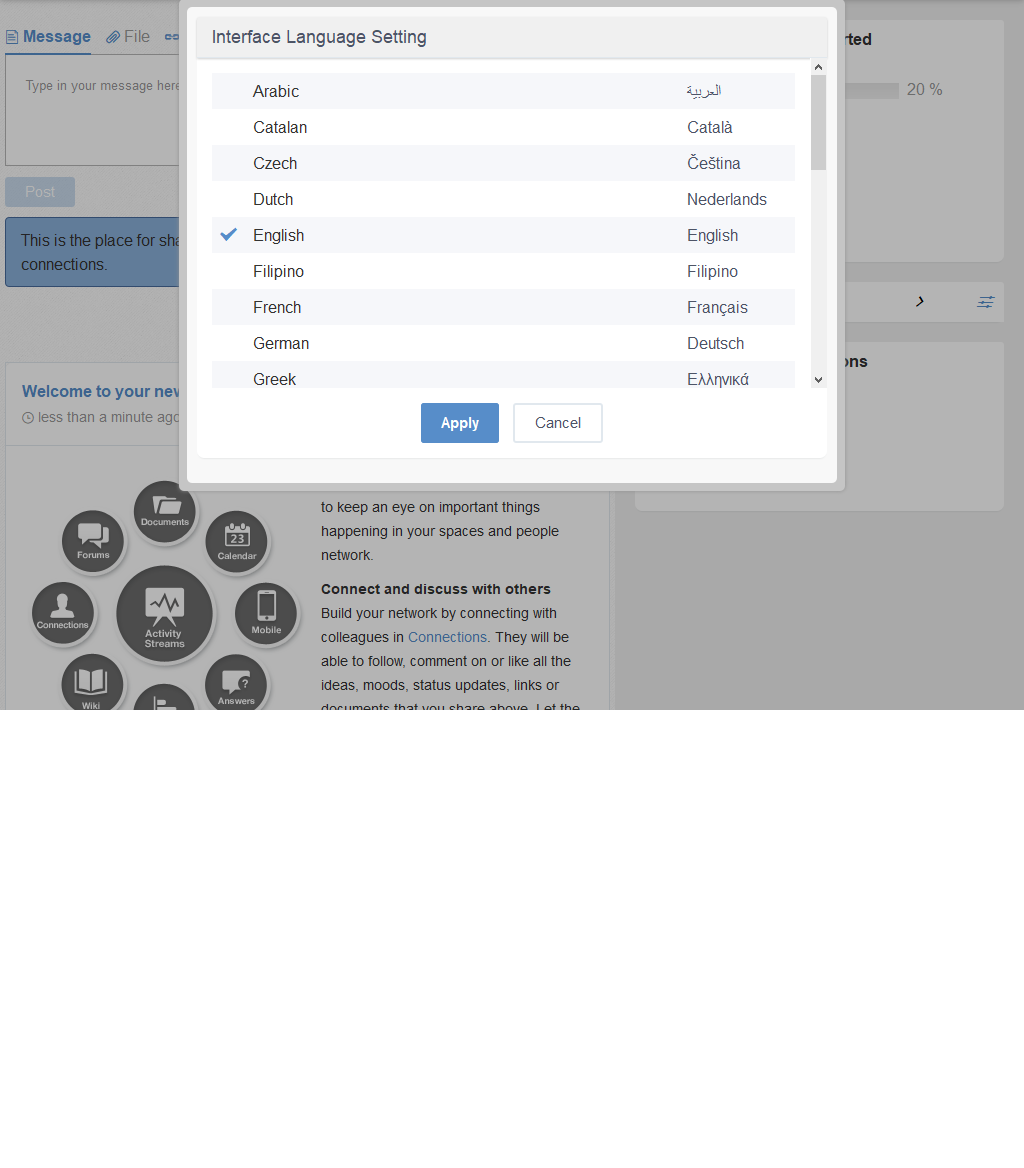 Message File
Type in your message here
Post
This is the place for
connections.
Interface Language Setting
Arabic العربية
Catalan Català
Czech Čeština
Dutch Nederlands
English English
Filipino Filipino
French Français
German Deutsch
Greek Ελληνικά
Apply Cancel
20 %
Welcome to your
less than a minute ago
Documents
Forums
23
Calendar
Connections
Activity
Streams
Mobile
Wiki
Answers
to keep an eye on important things
happening in your spaces and people
network.
Connect and discuss with others
Build your network by connecting with
colleagues in Connections. They will be
able to follow, comment on or like all the
ideas, moods, status updates, links or
documents that you share above. Let the